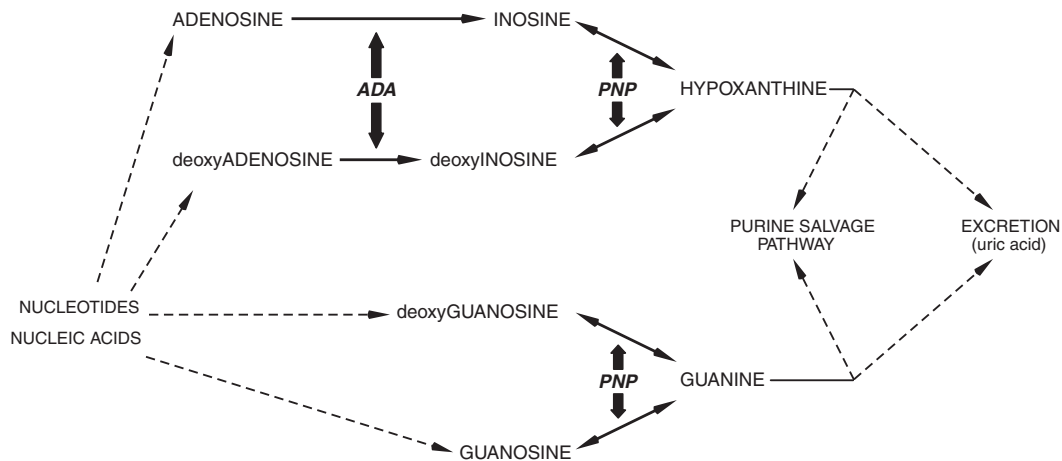 ADENOSINE
INOSINE
ADA
PNP
HYPOXANTHINE
deoxyADENOSINE
deoxyINOSINE
PURINE SALVAGE
PATHWAY
EXCRETION
(uric acid)
NUCLEOTIDES
NUCLEIC ACIDS
deoxyGUANOSINE
PNP
GUANINE
GUANOSINE